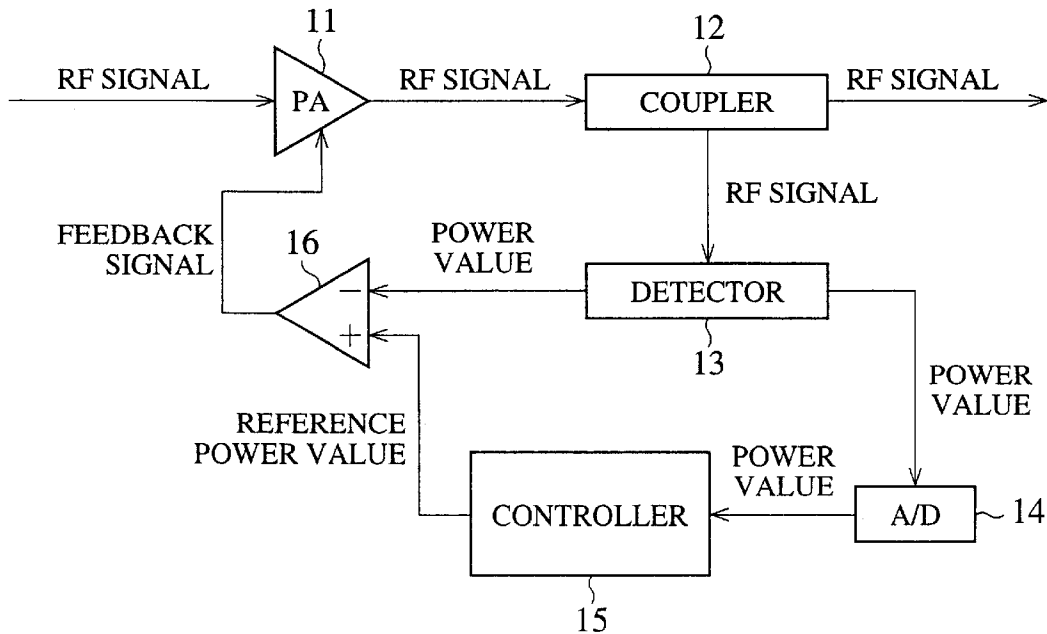 11
12
RF SIGNAL
RF SIGNAL
RF SIGNAL
PA
COUPLER
RF SIGNAL
FEEDBACK
SIGNAL
16
POWER
VALUE
−
+
DETECTOR
13
POWER
VALUE
REFERENCE
POWER VALUE
POWER
VALUE
CONTROLLER
A/D
14
15